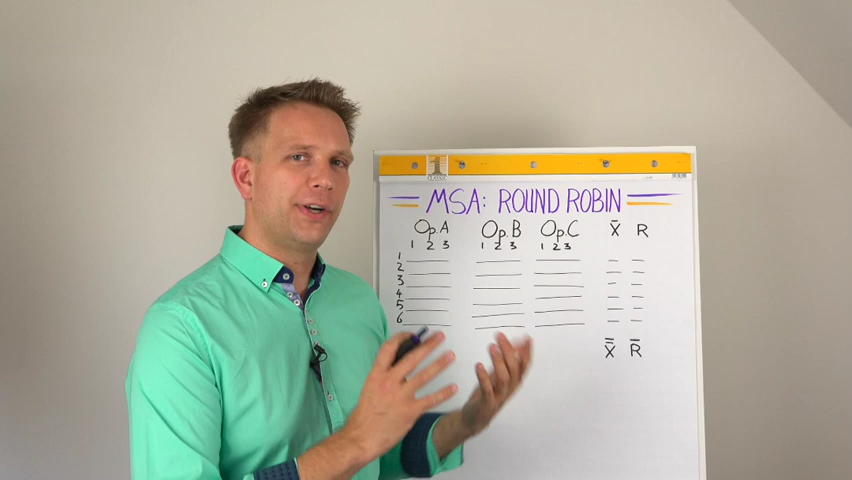 MSA: ROUND ROBIN
Op.A Op.B Op.C X̄ R
1 2 3 1 2 3 1 2 3
1
2
3
4
5
6
X̿ R̄